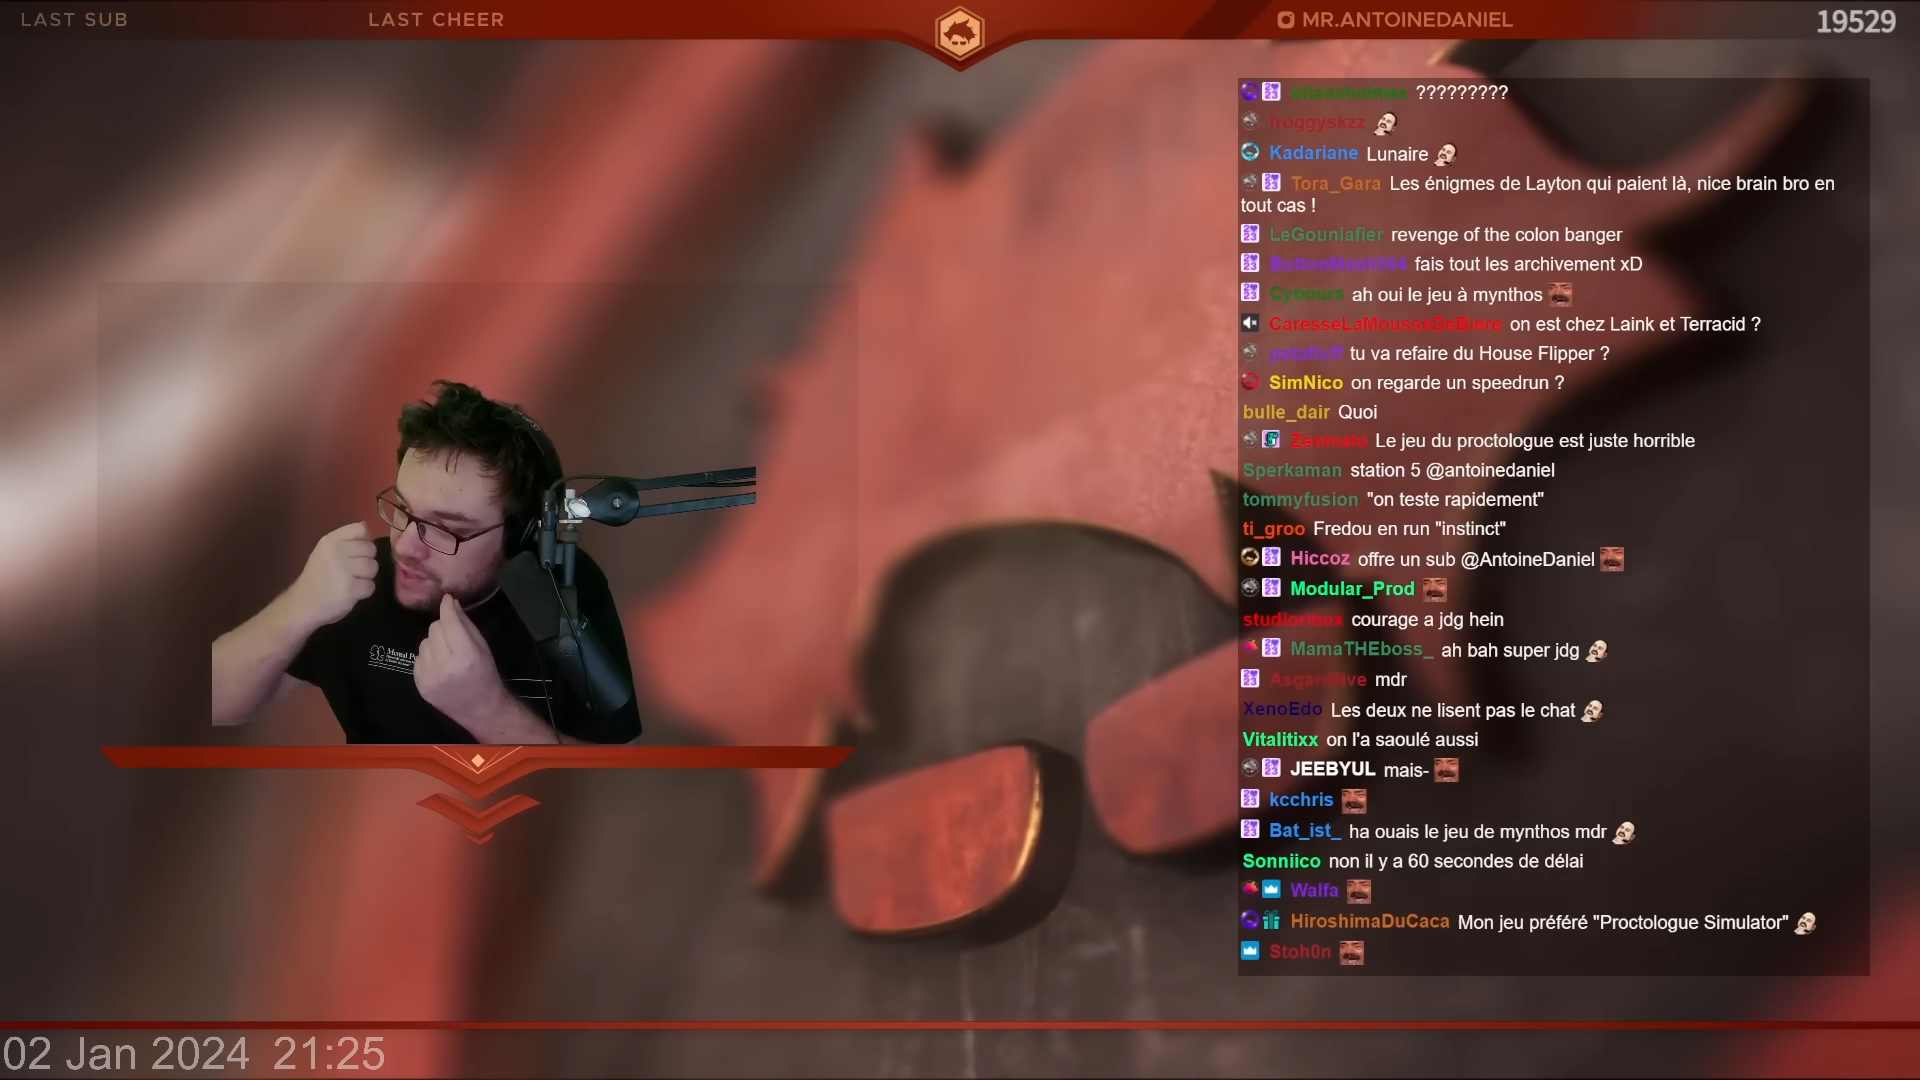 LAST SUB
LAST CHEER
MR.ANTOINEDANIEL
19529
?????????
froggyskzz
Kadariane Lunaire
Tora_Gara Les énigmes de Layton qui paient là, nice brain bro en
tout cas !
LeGouniafier revenge of the colon banger
ButtonMash064 fais tout les archivement xD
Cybours ah oui le jeu à mynthos
CaresseLaMousseDeBiere on est chez Laink et Terracid ?
patafluff tu va refaire du House Flipper ?
SimNico on regarde un speedrun ?
bulle_dair Quoi
Zenmato Le jeu du proctologue est juste horrible
Sperkaman station 5 @antoinedaniel
tommyfusion "on teste rapidement"
ti_groo Fredou en run "instinct"
Hiccoz offre un sub @AntoineDaniel
Modular_Prod
studiorinox courage a jdg hein
MamaTHEboss_ ah bah super jdg
mdr
XenoEdo Les deux ne lisent pas le chat
Vitalitixx on l'a saoulé aussi
JEEBYUL mais-
kcchris
Bat_ist_ ha ouais le jeu de mynthos mdr
Sonniico non il y a 60 secondes de délai
Walfa
HiroshimaDuCaca Mon jeu préféré "Proctologue Simulator"
Stoh0n
02 Jan 2024 21:25